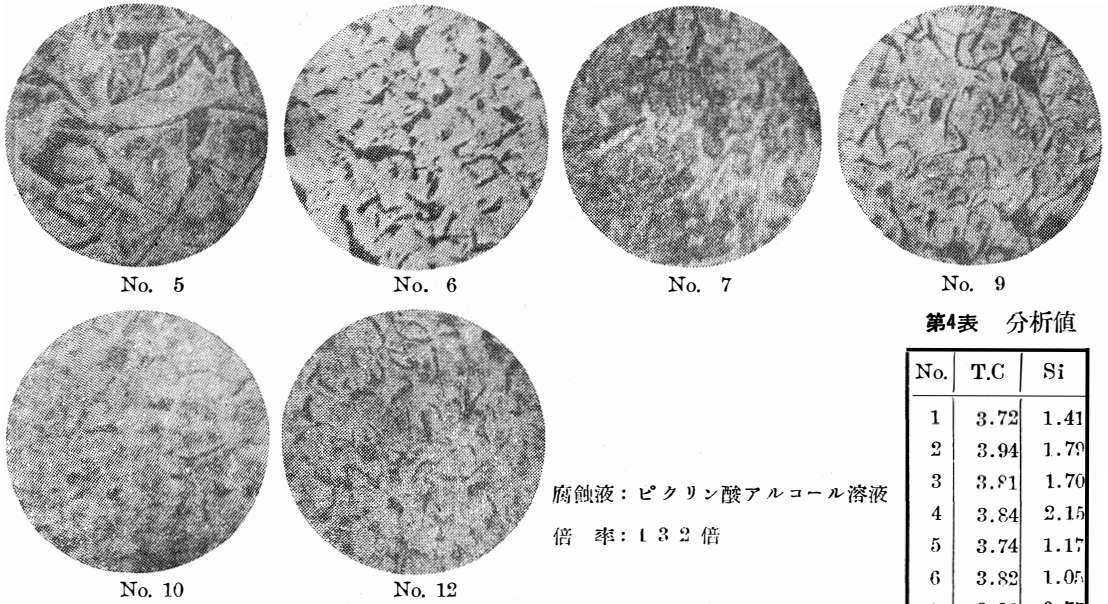 No. 5
No. 6
No. 7
No. 9
No. 10
No. 12
腐蝕液：ピクリン酸アルコール溶液
倍　率：132 倍
第4表　分析値
No. T.C Si
1 3.72 1.41
2 3.94 1.79
3 3.81 1.70
4 3.84 2.15
5 3.74 1.17
6 3.82 1.05